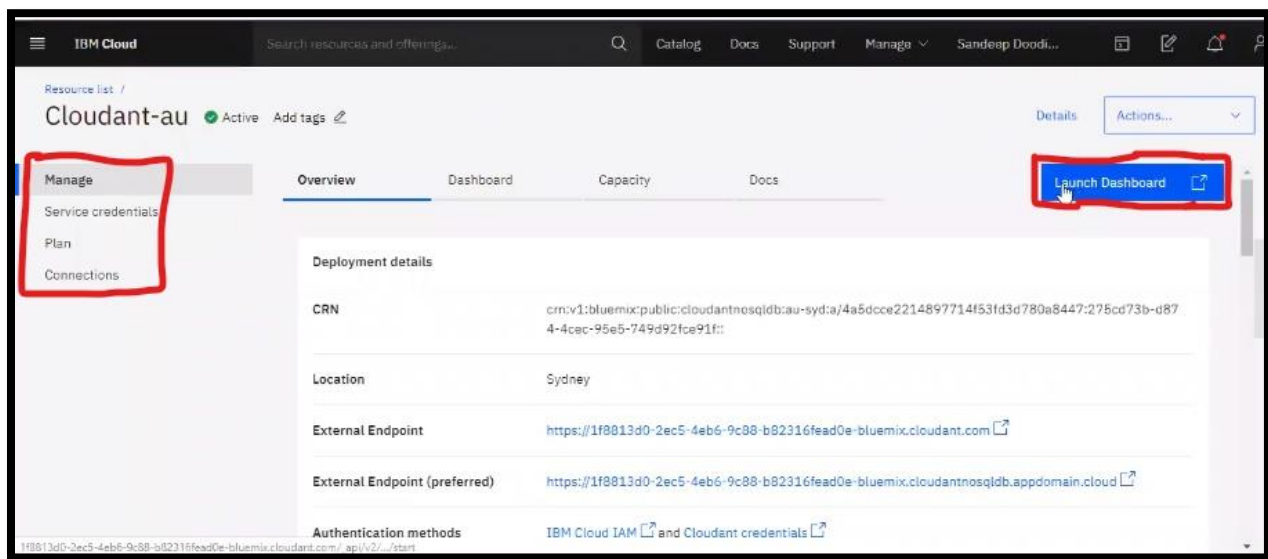 IBM Cloud
Search resources and offerings...
Catalog
Docs
Support
Manage
Sandeep Doodi...
Resource list /
Cloudant-au
Active
Add tags
Details
Actions...
Manage
Service credentials
Plan
Connections
Overview
Dashboard
Capacity
Docs
Launch Dashboard
Deployment details
CRN
crn:v1:bluemix:public:cloudantnosqldb:au-syd:a/4a5dcce2214897714f53fd3d780a8447:275cd73b-d87
4-4cec-95e5-749d92fce91f::
Location
Sydney
External Endpoint
https://1f8813d0-2ec5-4eb6-9c88-b82316fead0e-bluemix.cloudant.com
External Endpoint (preferred)
https://1f8813d0-2ec5-4eb6-9c88-b82316fead0e-bluemix.cloudantnosqldb.appdomain.cloud
Authentication methods
IBM Cloud IAM and Cloudant credentials
1f8813d0-2ec5-4eb6-9c88-b82316fead0e-bluemix.cloudant.com/_api/v2/.../start